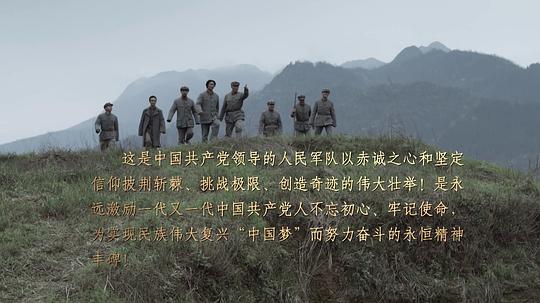 这是中国共产党领导的人民军队以赤诚之心和坚定
信仰披荆斩棘、挑战极限、创造奇迹的伟大壮举！是永
远激励一代又一代中国共产党人不忘初心、牢记使命，
为实现民族伟大复兴“中国梦”而努力奋斗的永恒精神
丰碑！